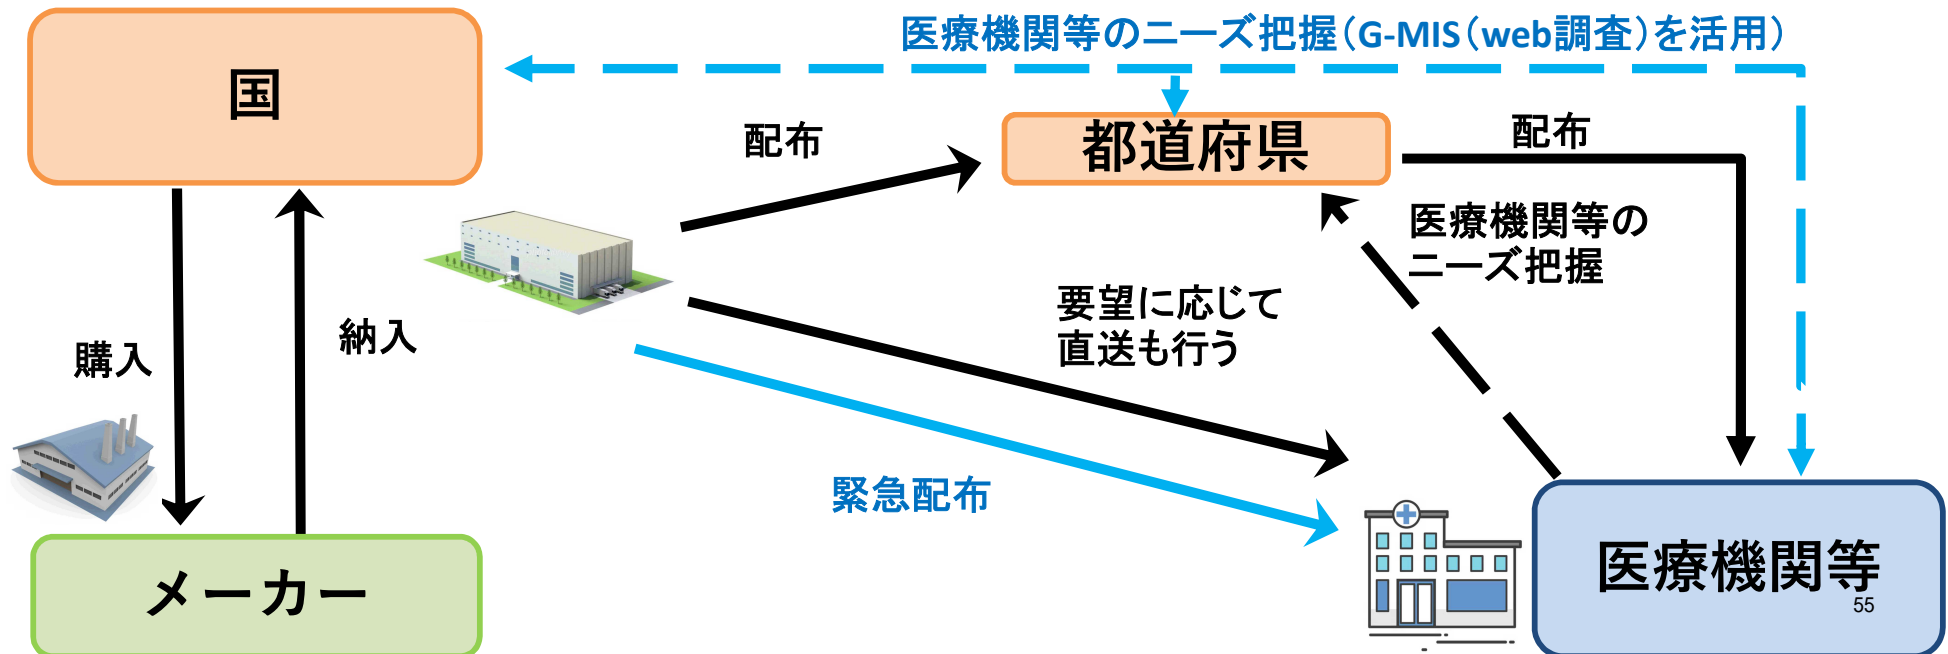 医療機関等のニーズ把握(G-MIS(web調査)を活用)
国
配布
都道府県
配布
医療機関等の
ニーズ把握
要望に応じて
直送も行う
購入
納入
緊急配布
メーカー
医療機関等
55